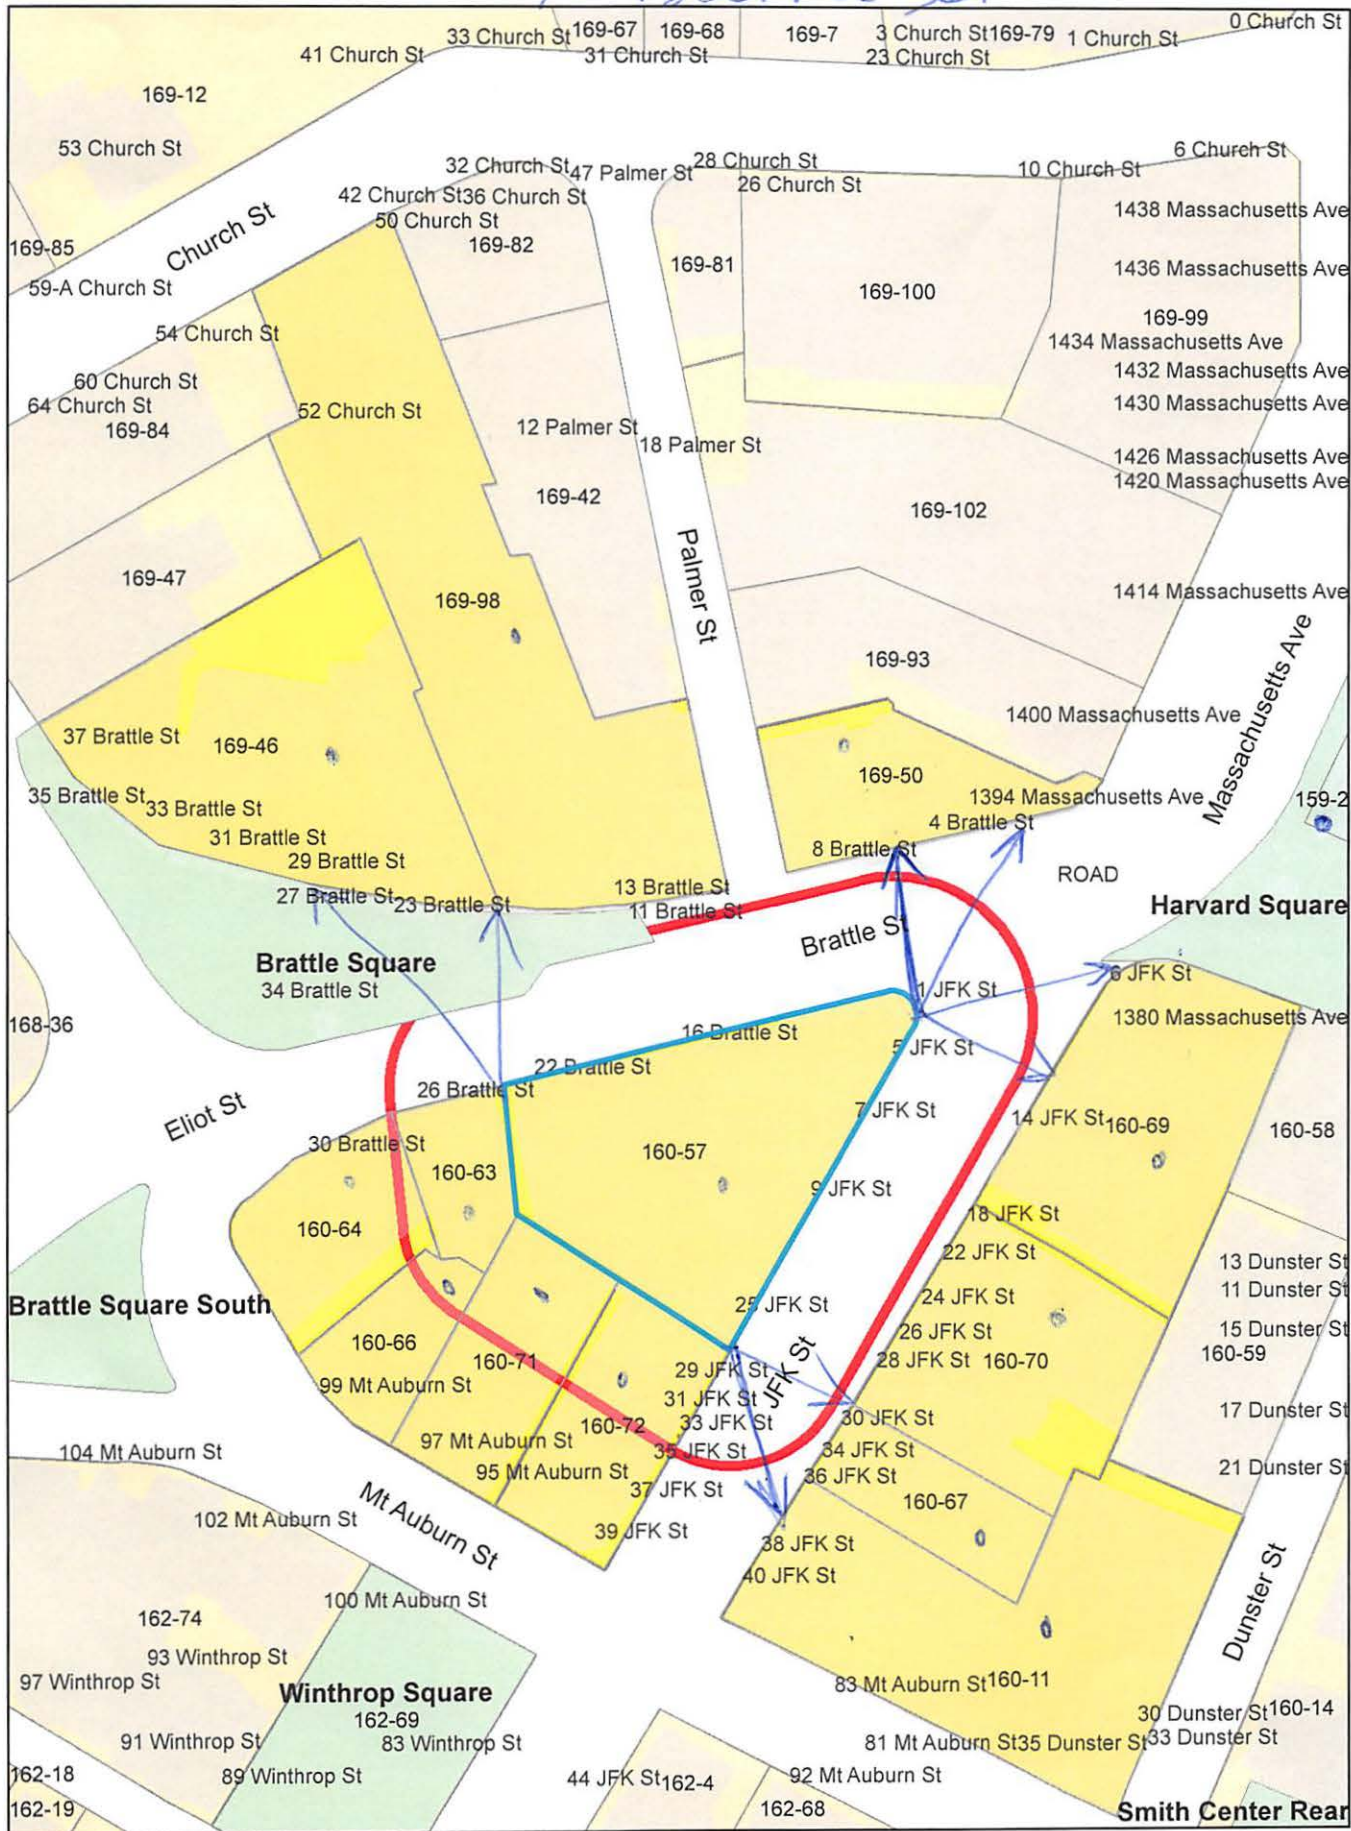 33 Church St 169-67 169-68 169-7 3 Church St 169-79 1 Church St 0 Church St
41 Church St 31 Church St 23 Church St
169-12
53 Church St
32 Church St 47 Palmer St 28 Church St 10 Church St 6 Church St
42 Church St 36 Church St 26 Church St
50 Church St 1438 Massachusetts Ave
169-85 Church St 169-82
169-81 1436 Massachusetts Ave
59-A Church St 169-100
169-99
54 Church St 1434 Massachusetts Ave
1432 Massachusetts Ave
60 Church St
64 Church St 52 Church St 1430 Massachusetts Ave
169-84 12 Palmer St
18 Palmer St 1426 Massachusetts Ave
1420 Massachusetts Ave
169-42 169-102
Palmer St
169-47 169-98 1414 Massachusetts Ave
169-93
Massachusetts Ave
1400 Massachusetts Ave
37 Brattle St 169-46
169-50
35 Brattle St 33 Brattle St 1394 Massachusetts Ave 159-2
31 Brattle St 4 Brattle St
29 Brattle St 8 Brattle St
ROAD
27 Brattle St 23 Brattle St 13 Brattle St
11 Brattle St Harvard Square
Brattle St
Brattle Square
34 Brattle St 1 JFK St 6 JFK St
168-36 16 Brattle St 1380 Massachusetts Ave
5 JFK St
22 Brattle St
26 Brattle St
Eliot St 7 JFK St 14 JFK St 160-69
30 Brattle St 160-57 160-58
160-63
9 JFK St
160-64 18 JFK St
22 JFK St
13 Dunster St
Brattle Square South 25 JFK St 24 JFK St 11 Dunster St
26 JFK St 15 Dunster St
160-66 160-71 28 JFK St 160-70 160-59
29 JFK St JFK St
99 Mt Auburn St 31 JFK St
33 JFK St 30 JFK St 17 Dunster St
160-72
97 Mt Auburn St 35 JFK St 34 JFK St
104 Mt Auburn St 95 Mt Auburn St 36 JFK St 21 Dunster St
37 JFK St 160-67
102 Mt Auburn St Mt Auburn St
39 JFK St 38 JFK St
40 JFK St
100 Mt Auburn St
Dunster St
162-74
93 Winthrop St
97 Winthrop St Winthrop Square 83 Mt Auburn St 160-11
162-69 30 Dunster St 160-14
91 Winthrop St 83 Winthrop St 81 Mt Auburn St 35 Dunster St 33 Dunster St
162-18 89 Winthrop St 44 JFK St 162-4 92 Mt Auburn St
162-19 162-68 Smith Center Rear